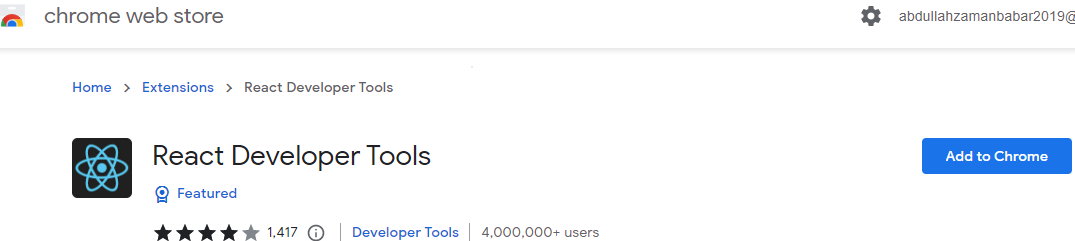 chrome web store
abdullahzamanbabar2019@
Home > Extensions > React Developer Tools
React Developer Tools
Add to Chrome
Featured
1,417 | Developer Tools | 4,000,000+ users